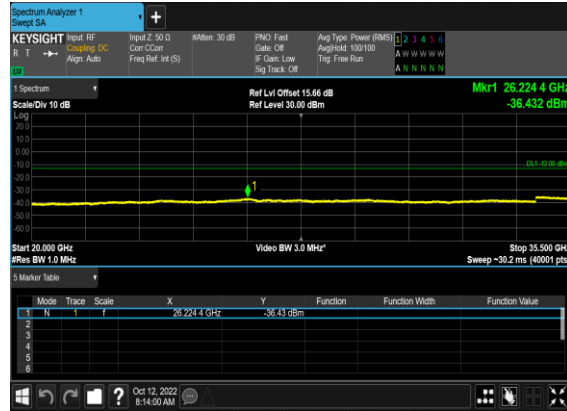 Spectrum Analyzer 1
Swept SA
+
KEYSIGHT Input: RF Input Z: 50 Ω #Atten: 30 dB PNO: Fast Avg Type: Power (RMS) 1 2 3 4 5 6
R T Coupling: DC Corr CCorr Gate: Off Avg|Hold: 100/100 A W W W W W
Align: Auto Freq Ref: Int (S) IF Gain: Low Trig: Free Run
Sig Track: Off A N N N N N
1 Spectrum Ref Lvl Offset 15.66 dB Mkr1 26.224 4 GHz
Scale/Div 10 dB Ref Level 30.00 dBm -36.432 dBm
Log
20.0
10.0
0.00
-10.0
DL1 -13.00 dBm
-20.0
-30.0
1
-40.0
-50.0
-60.0
Start 20.000 GHz Video BW 3.0 MHz* Stop 35.500 GHz
#Res BW 1.0 MHz Sweep ~30.2 ms (40001 pts)
5 Marker Table
Mode Trace Scale X Y Function Function Width Function Value
1 N 1 f 26.224 4 GHz -36.43 dBm
2
3
4
5
6
? Oct 12, 2022
8:14:00 AM